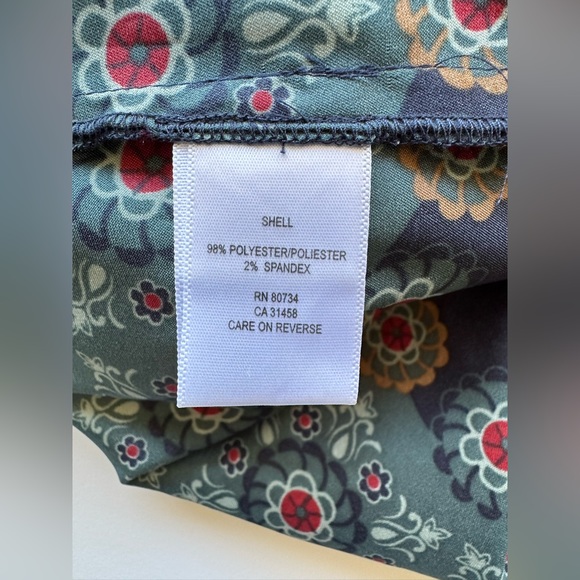 SHELL
98% POLYESTER/POLIESTER
2% SPANDEX
RN 80734
CA 31458
CARE ON REVERSE